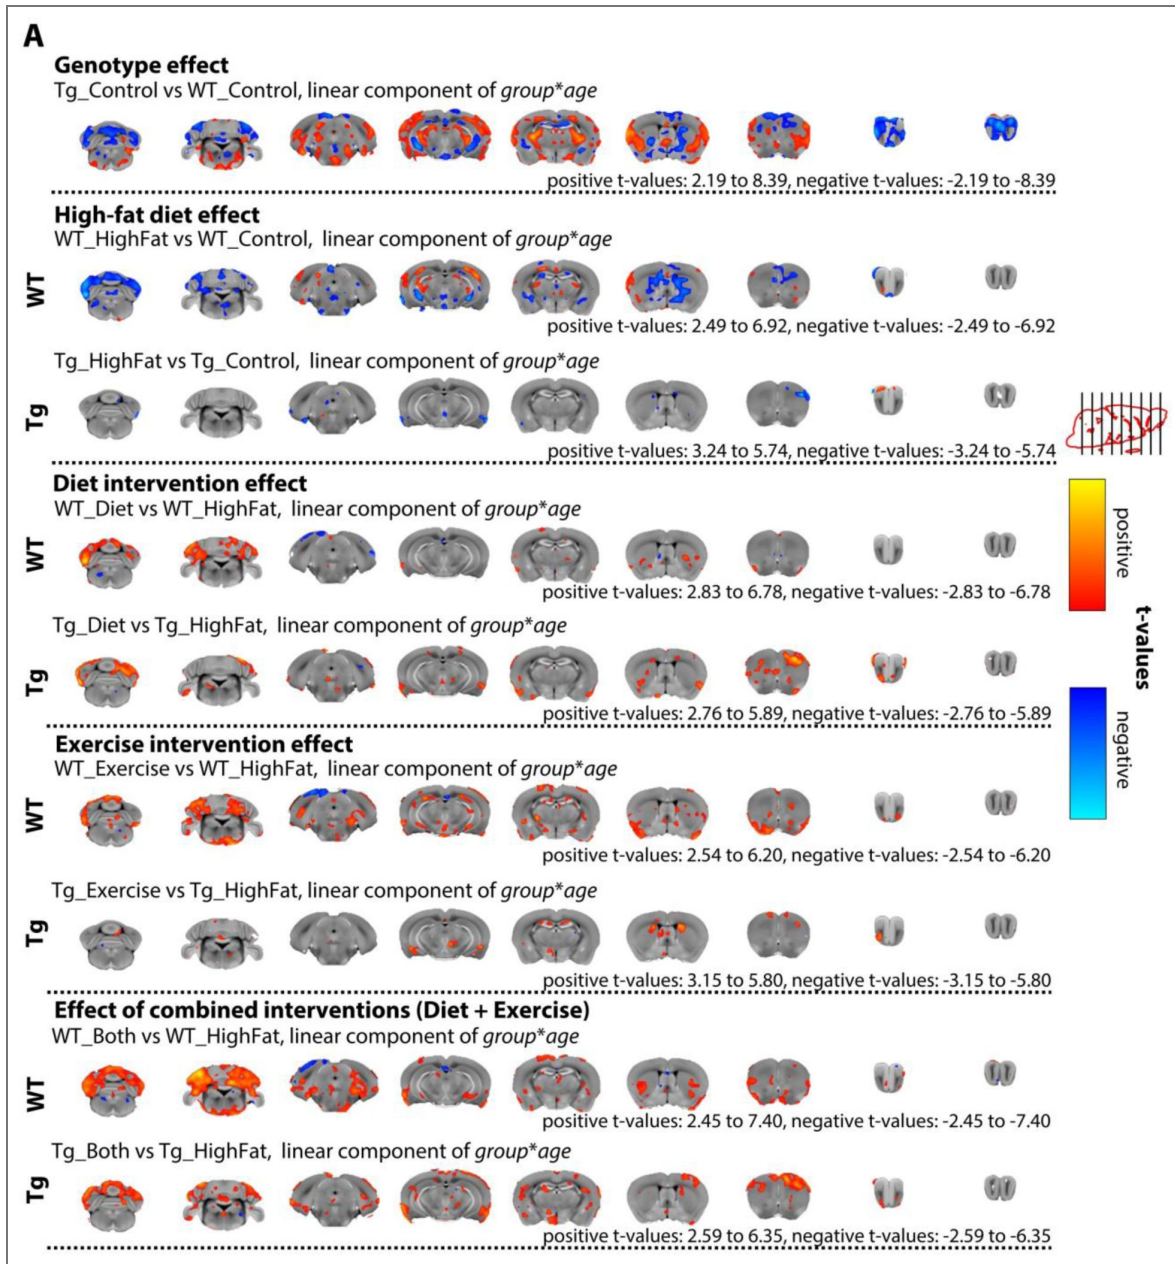 A
Genotype effect
Tg_Control vs WT_Control, linear component of group*age
positive t-values: 2.19 to 8.39, negative t-values: -2.19 to -8.39
High-fat diet effect
WT_HighFat vs WT_Control, linear component of group*age
WT
positive t-values: 2.49 to 6.92, negative t-values: -2.49 to -6.92
Tg_HighFat vs Tg_Control, linear component of group*age
Tg
positive t-values: 3.24 to 5.74, negative t-values: -3.24 to -5.74
Diet intervention effect
WT_Diet vs WT_HighFat, linear component of group*age
WT
positive t-values: 2.83 to 6.78, negative t-values: -2.83 to -6.78
Tg_Diet vs Tg_HighFat, linear component of group*age
Tg
positive t-values: 2.76 to 5.89, negative t-values: -2.76 to -5.89
Exercise intervention effect
WT_Exercise vs WT_HighFat, linear component of group*age
WT
positive t-values: 2.54 to 6.20, negative t-values: -2.54 to -6.20
Tg_Exercise vs Tg_HighFat, linear component of group*age
Tg
positive t-values: 3.15 to 5.80, negative t-values: -3.15 to -5.80
Effect of combined interventions (Diet + Exercise)
WT_Both vs WT_HighFat, linear component of group*age
WT
positive t-values: 2.45 to 7.40, negative t-values: -2.45 to -7.40
Tg_Both vs Tg_HighFat, linear component of group*age
Tg
positive t-values: 2.59 to 6.35, negative t-values: -2.59 to -6.35
positive
t-values
negative